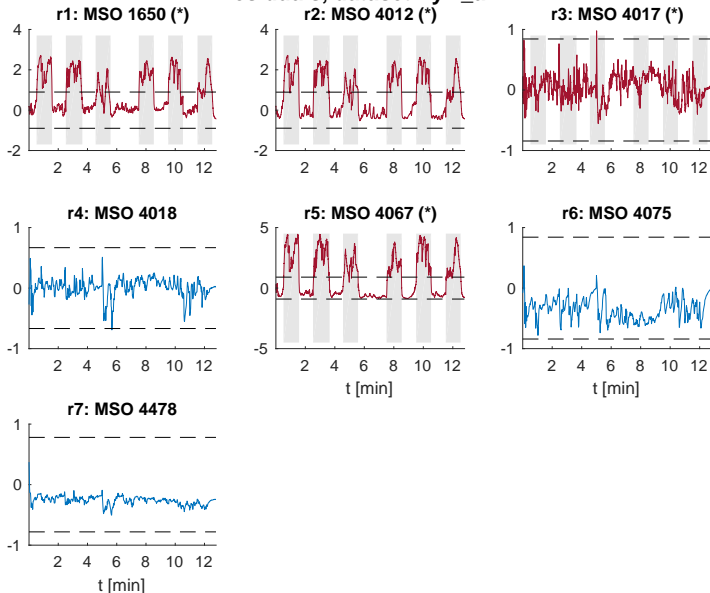 r1: MSO 1650 (*)
r2: MSO 4012 (*)
r3: MSO 4017 (*)
4
2
0
-2
2 4 6 8 10 12
4
2
0
-2
2 4 6 8 10 12
1
0
-1
2 4 6 8 10 12
r4: MSO 4018
r5: MSO 4067 (*)
r6: MSO 4075
1
0
-1
2 4 6 8 10 12
5
0
-5
2 4 6 8 10 12
t [min]
1
0
-1
2 4 6 8 10 12
t [min]
r7: MSO 4478
1
0
-1
2 4 6 8 10 12
t [min]